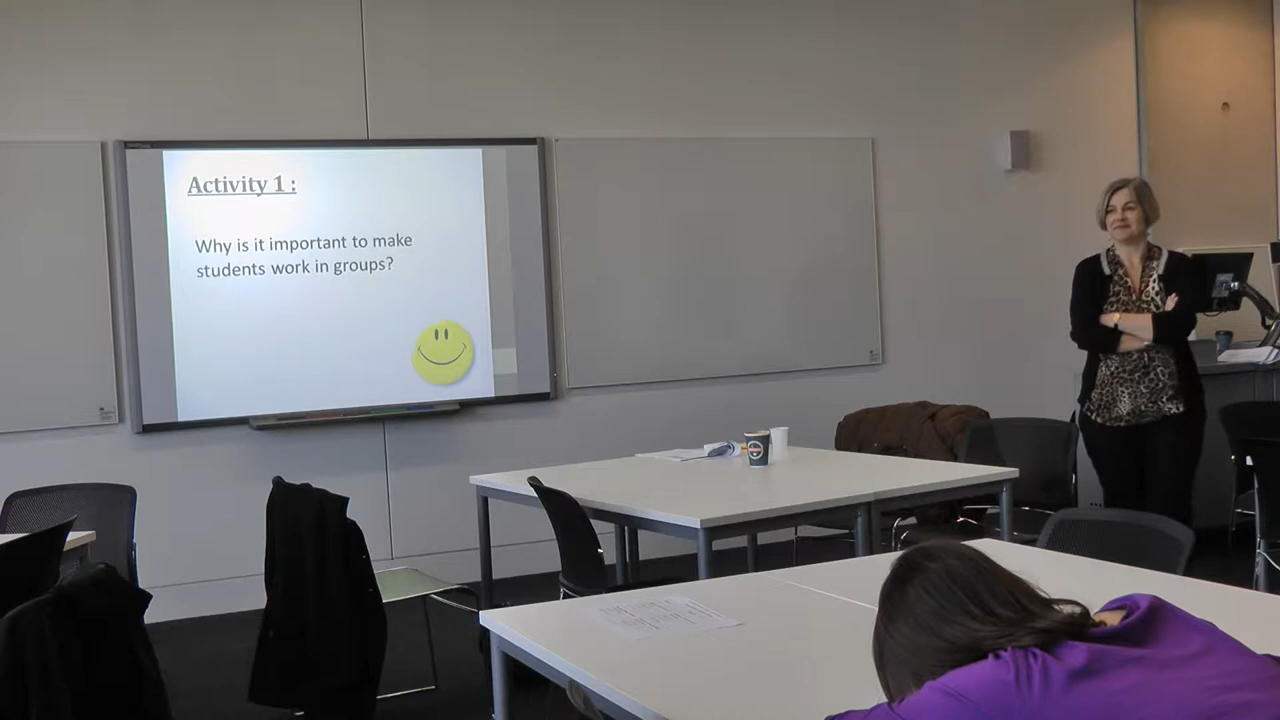 Activity 1 :
Why is it important to make
students work in groups?